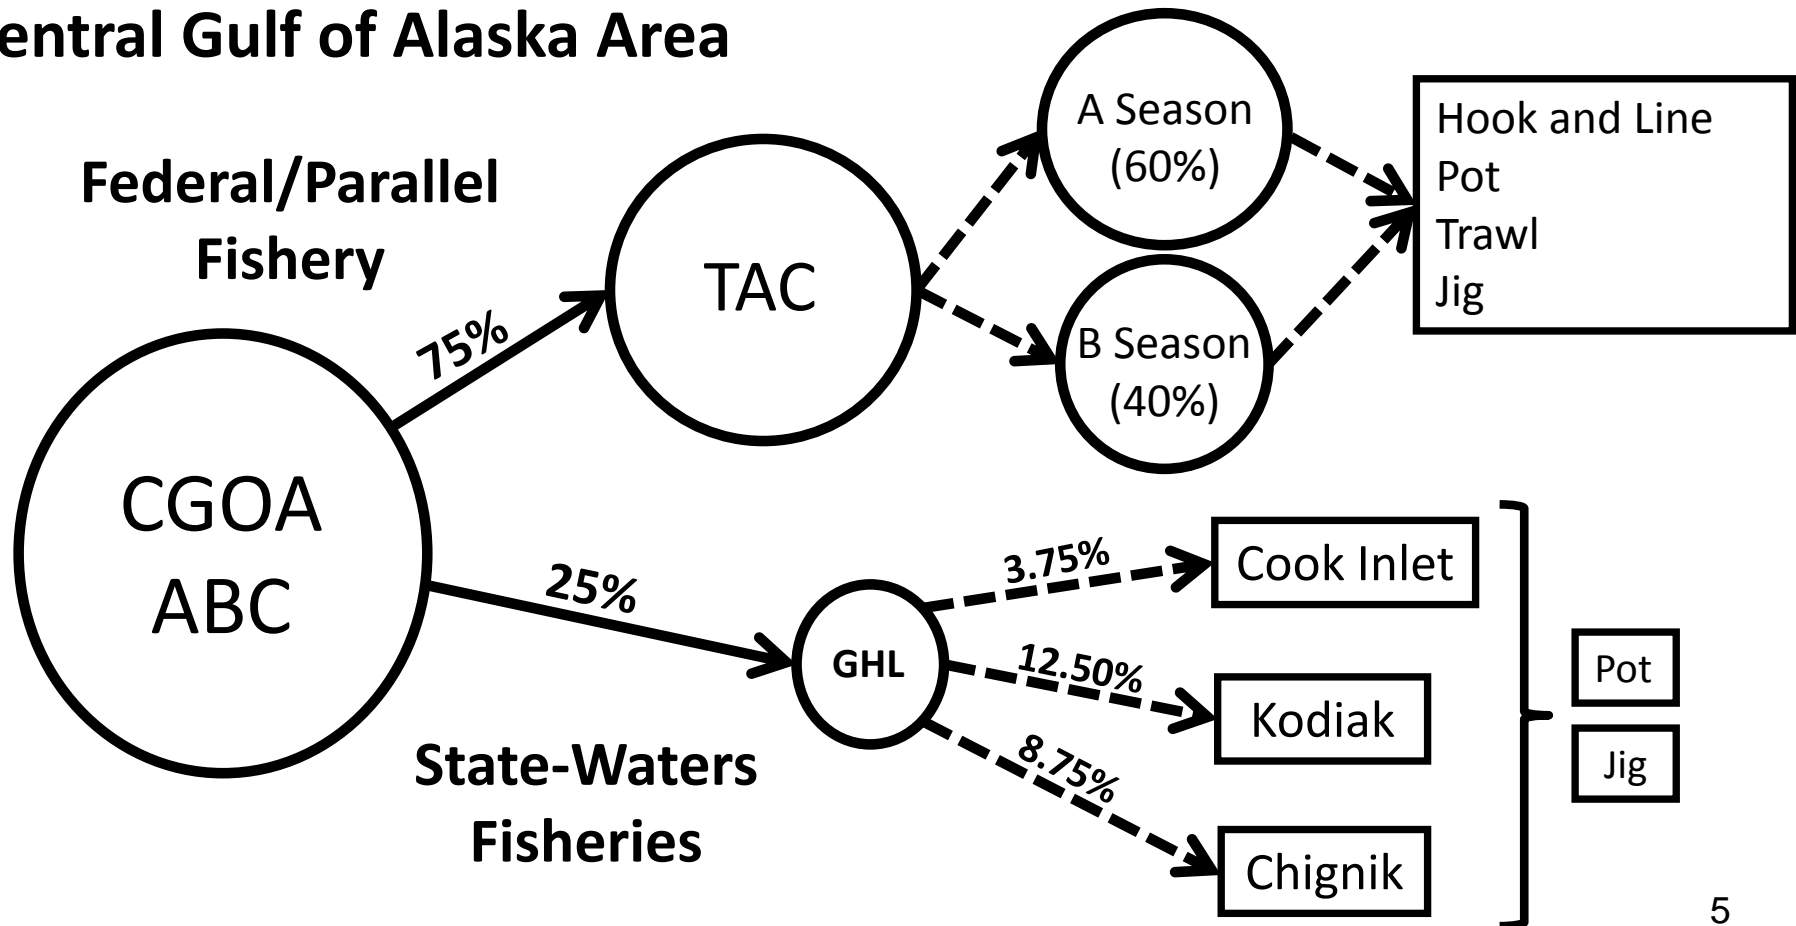 entral Gulf of Alaska Area
Federal/Parallel
Fishery
75%
TAC
A Season
(60%)
B Season
(40%)
Hook and Line
Pot
Trawl
Jig
CGOA
ABC
25%
GHL
State-Waters
Fisheries
3.75%
Cook Inlet
12.50%
Kodiak
8.75%
Chignik
Pot
Jig
5